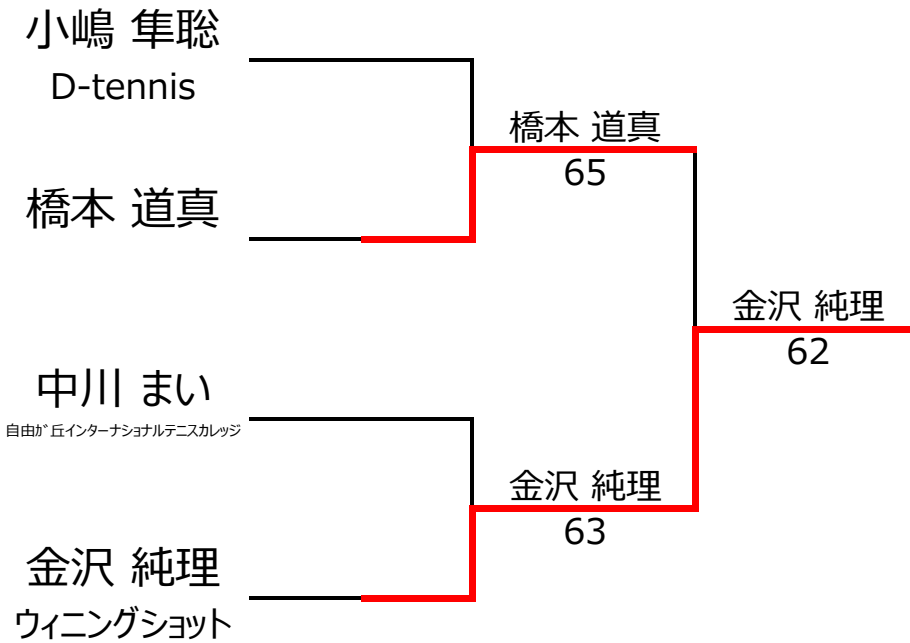 小嶋 隼聡
D-tennis
橋本 道真
65
橋本 道真
金沢 純理
62
中川 まい
自由が丘インターナショナルテニスカレッジ
金沢 純理
63
金沢 純理
ウィニングショット